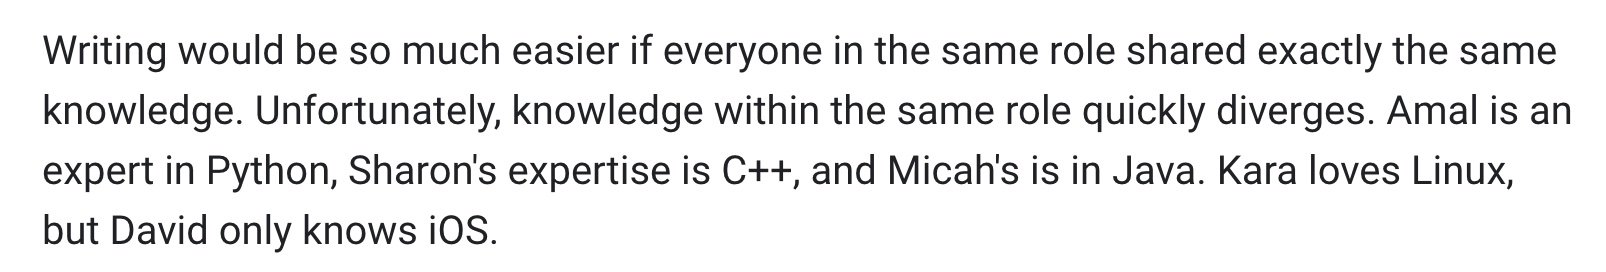 Writing would be so much easier if everyone in the same role shared exactly the same
knowledge. Unfortunately, knowledge within the same role quickly diverges. Amal is an
expert in Python, Sharon's expertise is C++, and Micah's is in Java. Kara loves Linux,
but David only knows iOS.